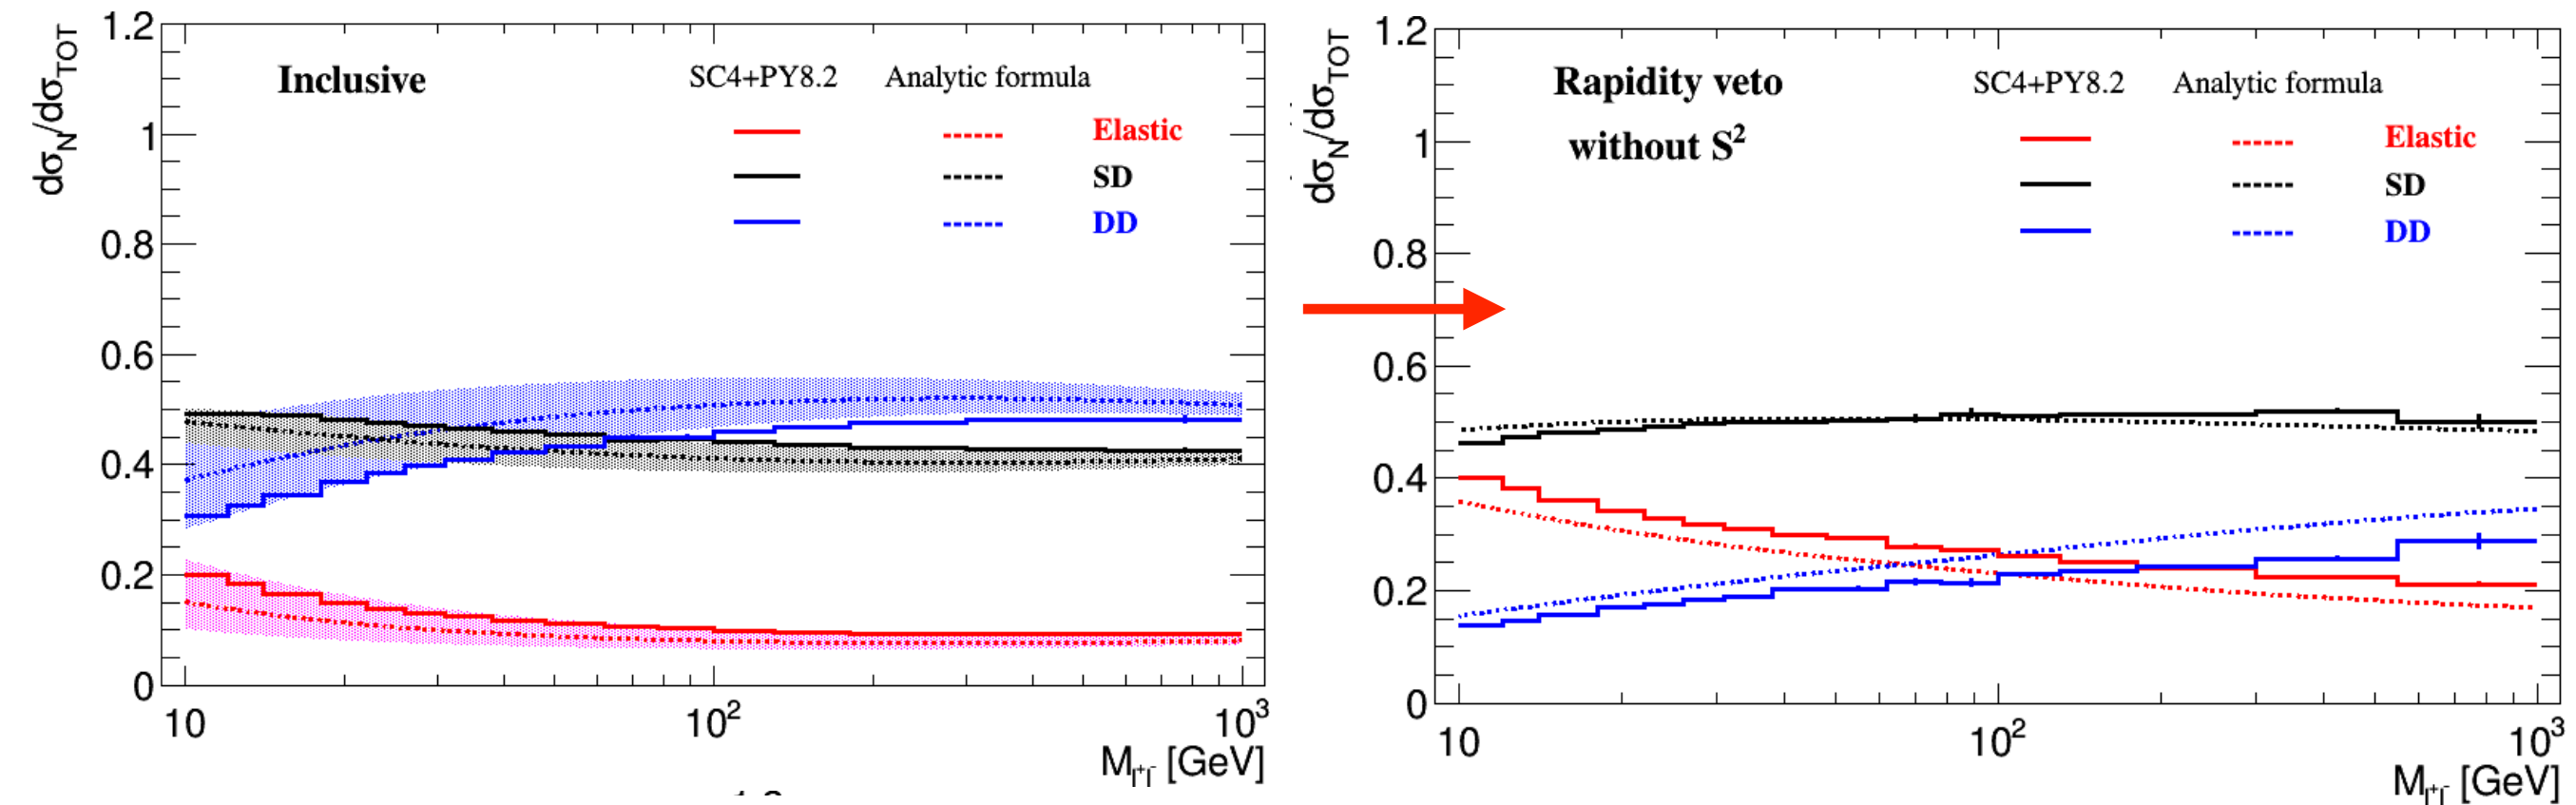 dσN/dσTOT
1.2
1
0.8
0.6
0.4
0.2
0
Inclusive
SC4+PY8.2 Analytic formula
Elastic
SD
DD
10 10² 10³
Ml⁺l⁻ [GeV]
dσN/dσTOT
1.2
1
0.8
0.6
0.4
0.2
0
Rapidity veto
without S²
SC4+PY8.2 Analytic formula
Elastic
SD
DD
10 10² 10³
Ml⁺l⁻ [GeV]